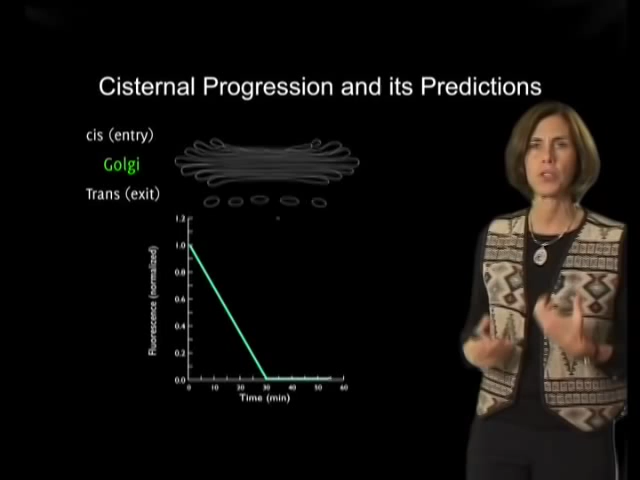 Cisternal Progression and its Predictions
cis (entry)
Golgi
Trans (exit)
1.2
1.0
0.8
0.6
0.4
0.2
0.0
Fluorescence (normalized)
0 10 20 30 40 50 60
Time (min)